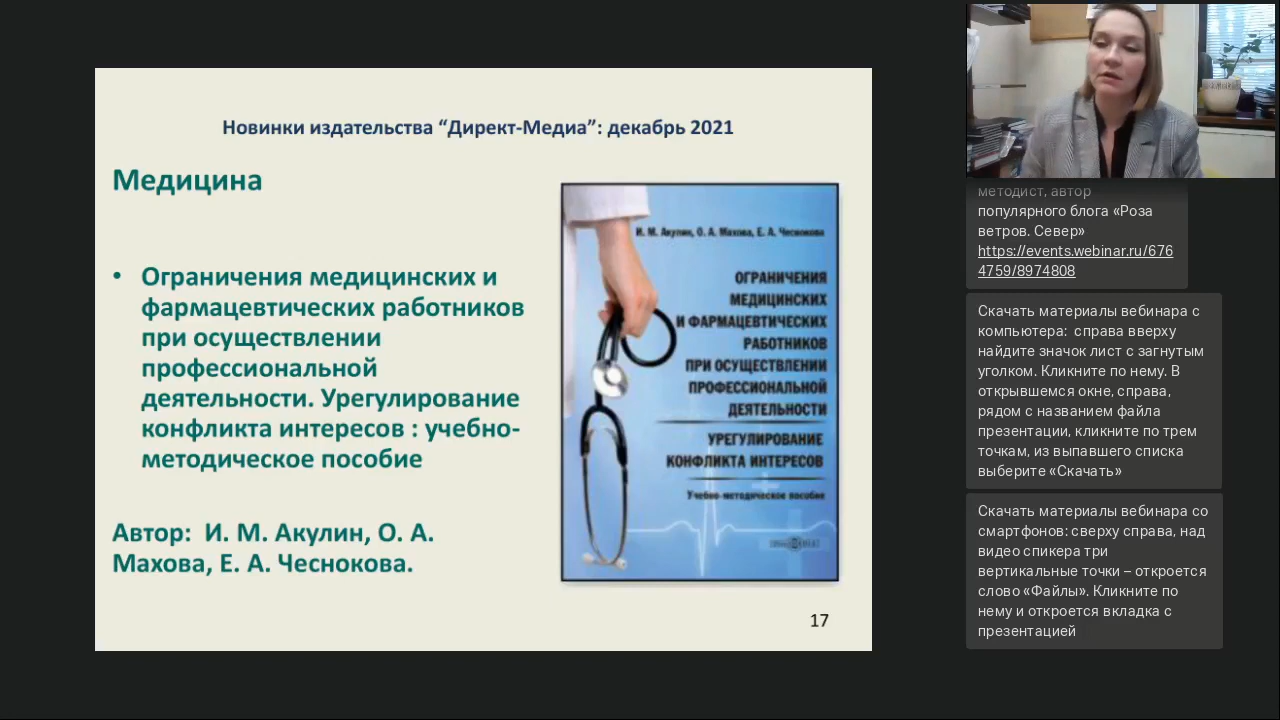 Новинки издательства “Директ-Медиа”: декабрь 2021
Медицина
• Ограничения медицинских и
фармацевтических работников
при осуществлении
профессиональной
деятельности. Урегулирование
конфликта интересов : учебно-
методическое пособие
Автор:  И. М. Акулин, О. А.
Махова, Е. А. Чеснокова.
И. М. Акулин, О. А. Махова, Е. А. Чеснокова
ОГРАНИЧЕНИЯ
МЕДИЦИНСКИХ
И ФАРМАЦЕВТИЧЕСКИХ
РАБОТНИКОВ
ПРИ ОСУЩЕСТВЛЕНИИ
ПРОФЕССИОНАЛЬНОЙ
ДЕЯТЕЛЬНОСТИ
УРЕГУЛИРОВАНИЕ
КОНФЛИКТА ИНТЕРЕСОВ
Учебно-методическое пособие
17
методист, автор
популярного блога «Роза
ветров. Север»
https://events.webinar.ru/676
4759/8974808
Скачать материалы вебинара с
компьютера:  справа вверху
найдите значок лист с загнутым
уголком. Кликните по нему. В
открывшемся окне, справа,
рядом с названием файла
презентации, кликните по трем
точкам, из выпавшего списка
выберите «Скачать»
Скачать материалы вебинара со
смартфонов: сверху справа, над
видео спикера три
вертикальные точки – откроется
слово «Файлы». Кликните по
нему и откроется вкладка с
презентацией